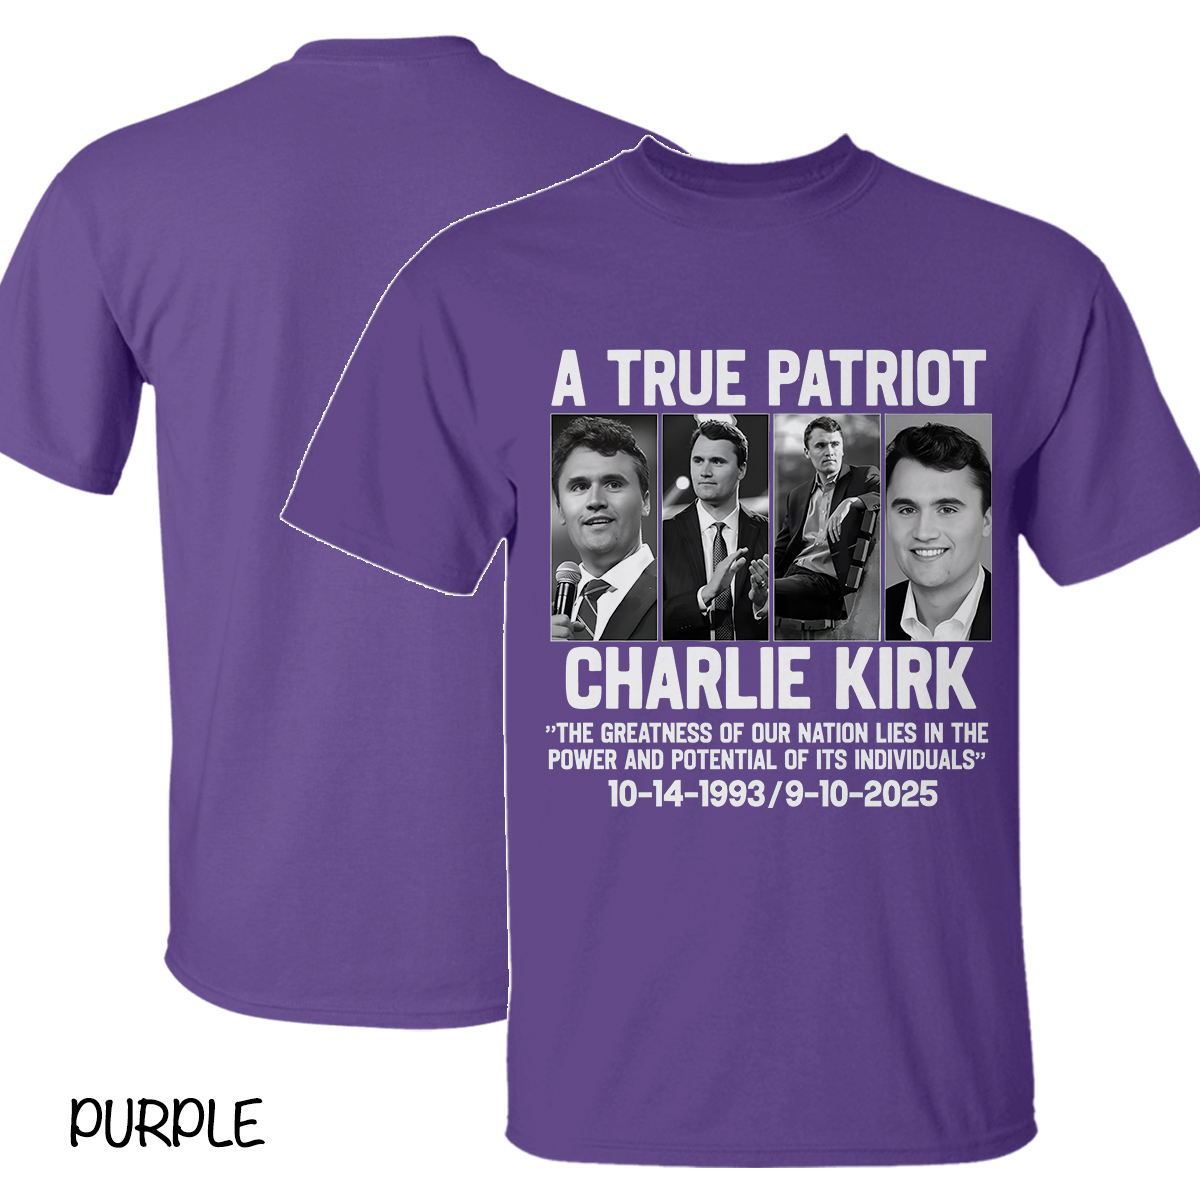 A TRUE PATRIOT
CHARLIE KIRK
”THE GREATNESS OF OUR NATION LIES IN THE
POWER AND POTENTIAL OF ITS INDIVIDUALS”
10-14-1993/9-10-2025
PURPLE